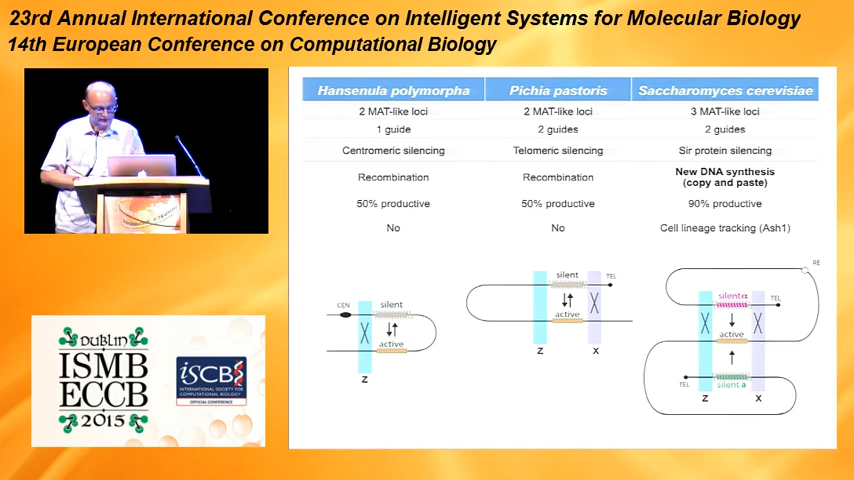 23rd Annual International Conference on Intelligent Systems for Molecular Biology
14th European Conference on Computational Biology
Hansenula polymorpha Pichia pastoris Saccharomyces cerevisiae
2 MAT-like loci 2 MAT-like loci 3 MAT-like loci
1 guide 2 guides 2 guides
Centromeric silencing Telomeric silencing Sir protein silencing
Recombination Recombination New DNA synthesis
(copy and paste)
50% productive 50% productive 90% productive
No No Cell lineage tracking (Ash1)
CEN silent
active
Z
silent TEL
active
Z X
RE
silent α TEL
active
TEL silent a
Z X
DUBLIN
ISMB
ECCB
2015
ISCB
INTERNATIONAL SOCIETY FOR
COMPUTATIONAL BIOLOGY
OFFICIAL CONFERENCE